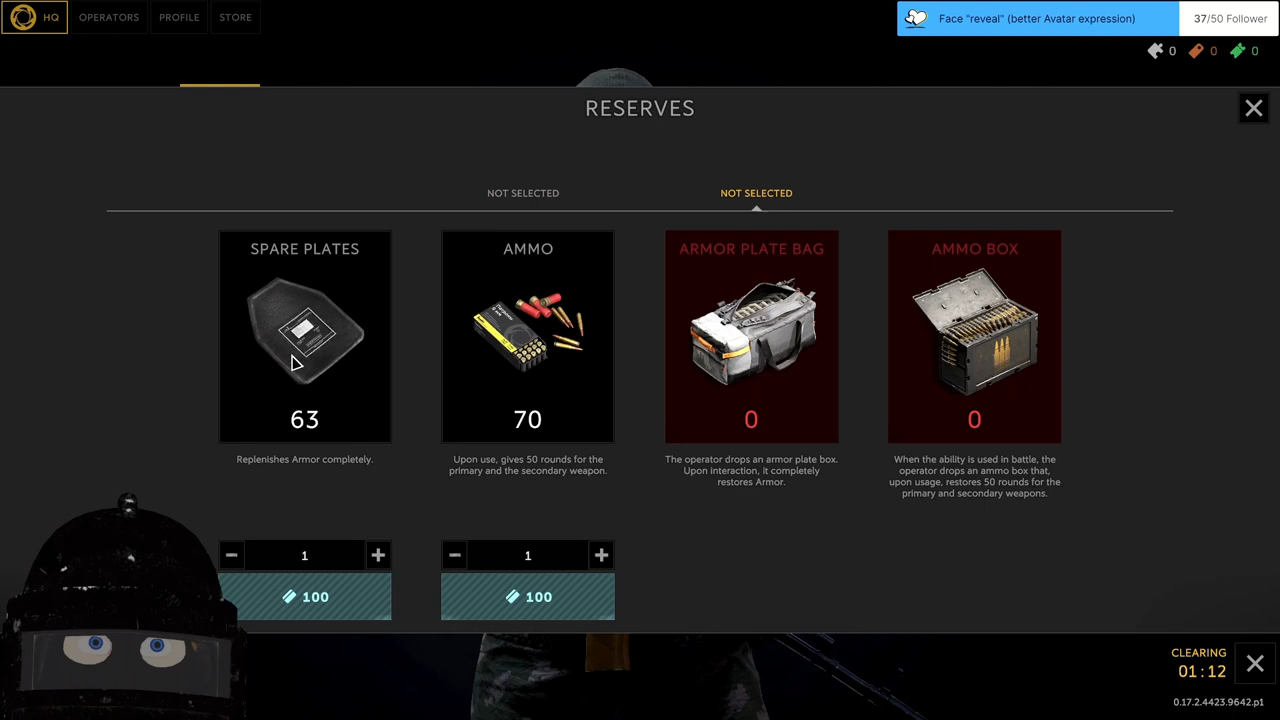 HQ
OPERATORS
PROFILE
STORE
Face "reveal" (better Avatar expression)
37/50 Follower
0
0
0
RESERVES
NOT SELECTED
NOT SELECTED
SPARE PLATES
63
Replenishes Armor completely.
AMMO
70
Upon use, gives 50 rounds for the
primary and the secondary weapon.
ARMOR PLATE BAG
0
The operator drops an armor plate box.
Upon interaction, it completely
restores Armor.
AMMO BOX
0
When the ability is used in battle, the
operator drops an ammo box that,
upon usage, restores 50 rounds for the
primary and secondary weapons.
1
1
100
100
CLEARING
01:12
0.17.2.4423.9642.p1